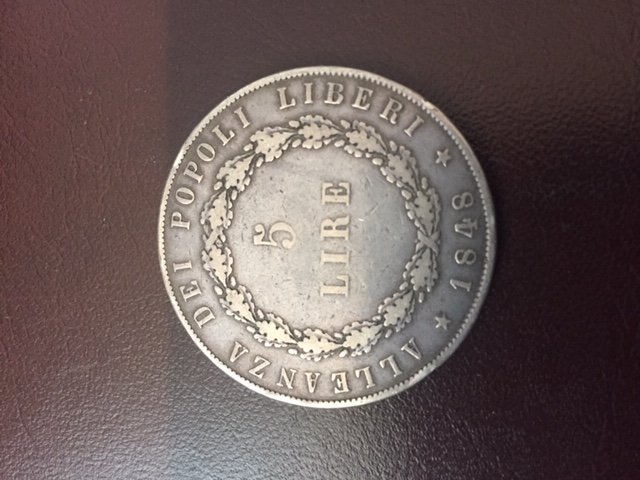 ALLEANZA DEI POPOLI LIBERI
★ 1848 ★
5
LIRE